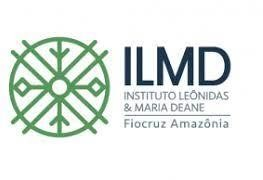 ILMD
INSTITUTO LEÔNIDAS
& MARIA DEANE
Fiocruz Amazônia